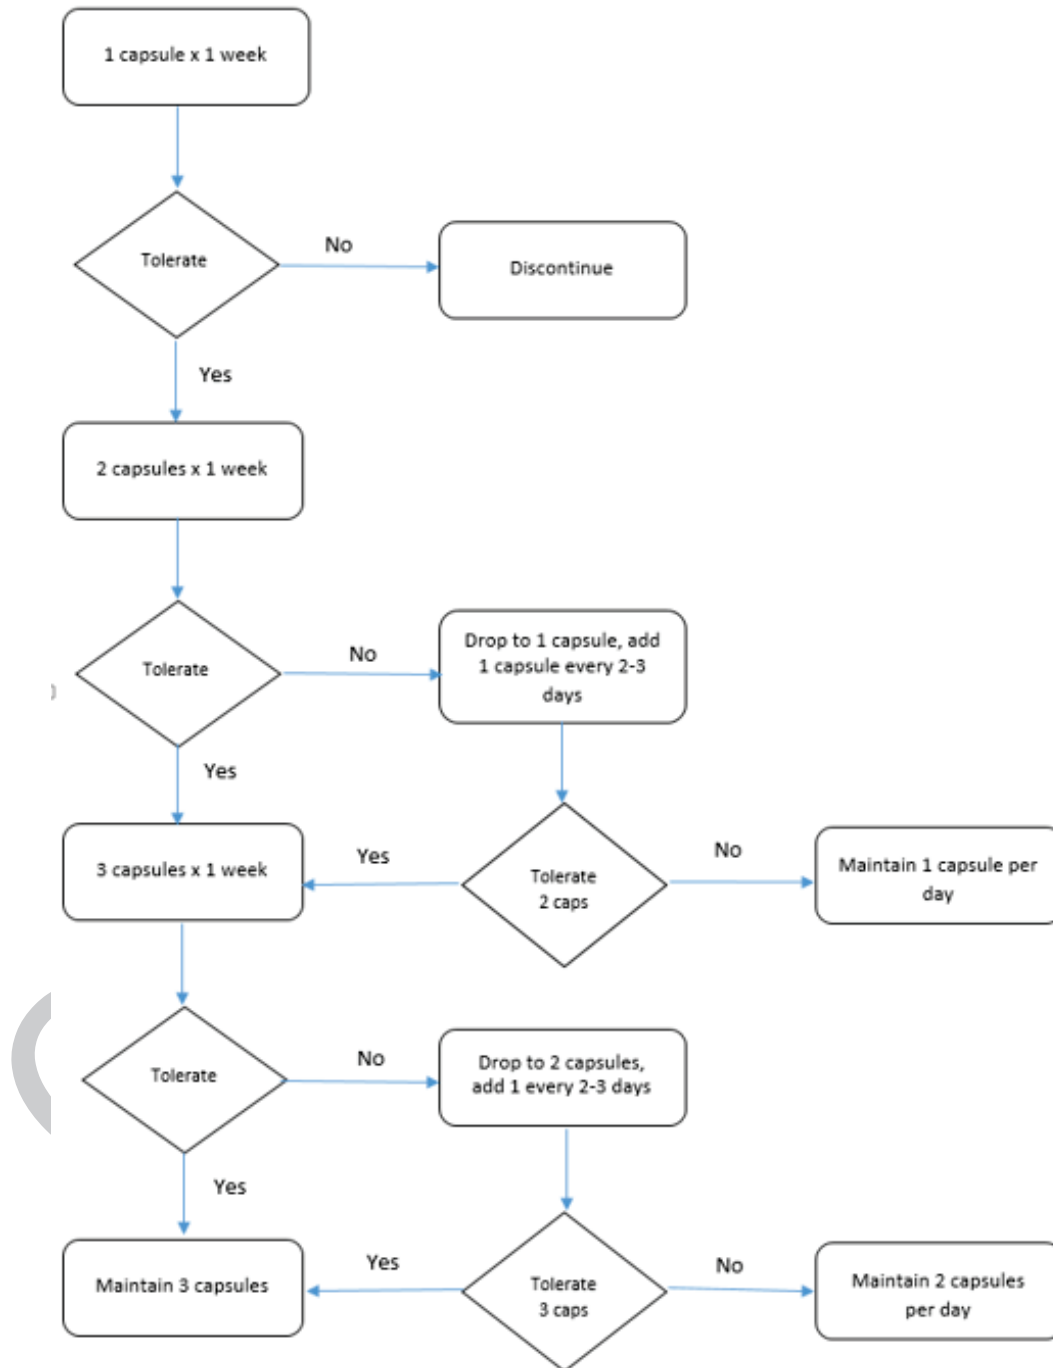 1 capsule x 1 week
Tolerate
No
Discontinue
Yes
2 capsules x 1 week
Tolerate
No
Drop to 1 capsule, add
1 capsule every 2-3
days
Yes
3 capsules x 1 week
Yes
Tolerate
2 caps
No
Maintain 1 capsule per
day
Tolerate
No
Drop to 2 capsules,
add 1 every 2-3 days
Yes
Maintain 3 capsules
Yes
Tolerate
3 caps
No
Maintain 2 capsules
per day